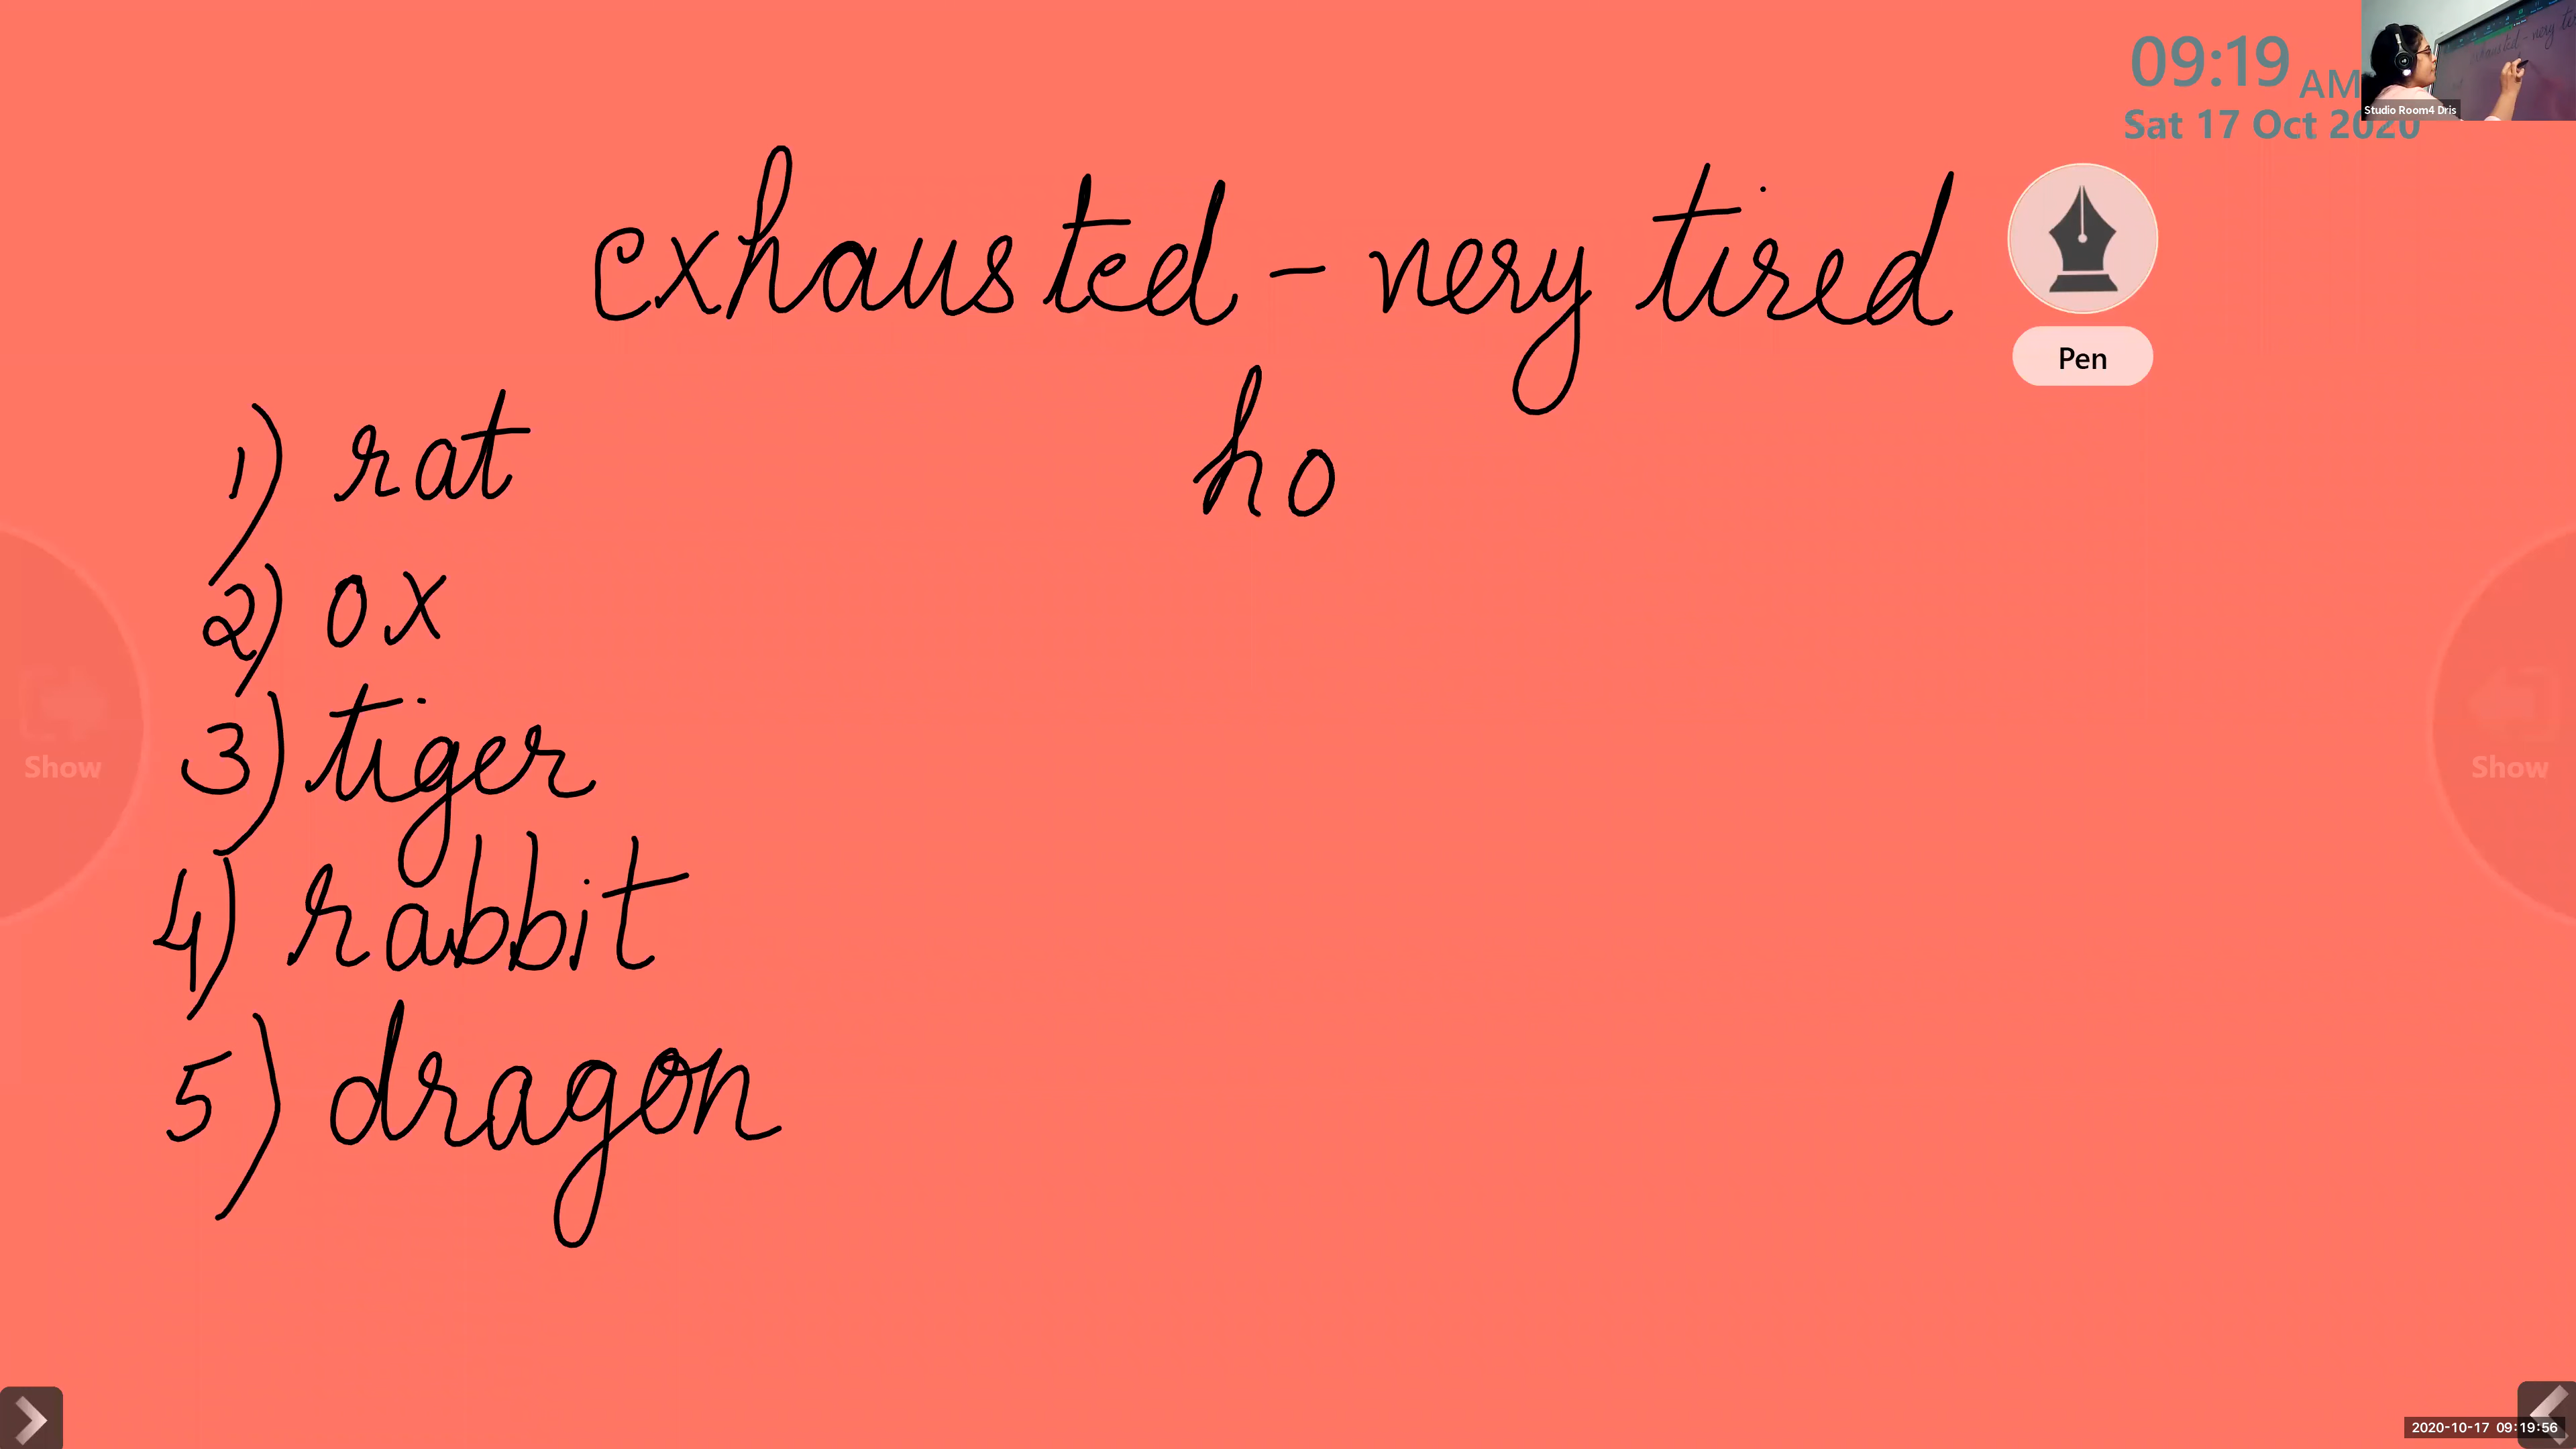 09:19 AM
Studio Room4 Dris
Sat 17 Oct 2020
exhausted - very tired
Pen
1) rat
ho
2) ox
3) tiger
Show
Show
4) rabbit
5) dragon
2020-10-17 09:19:56